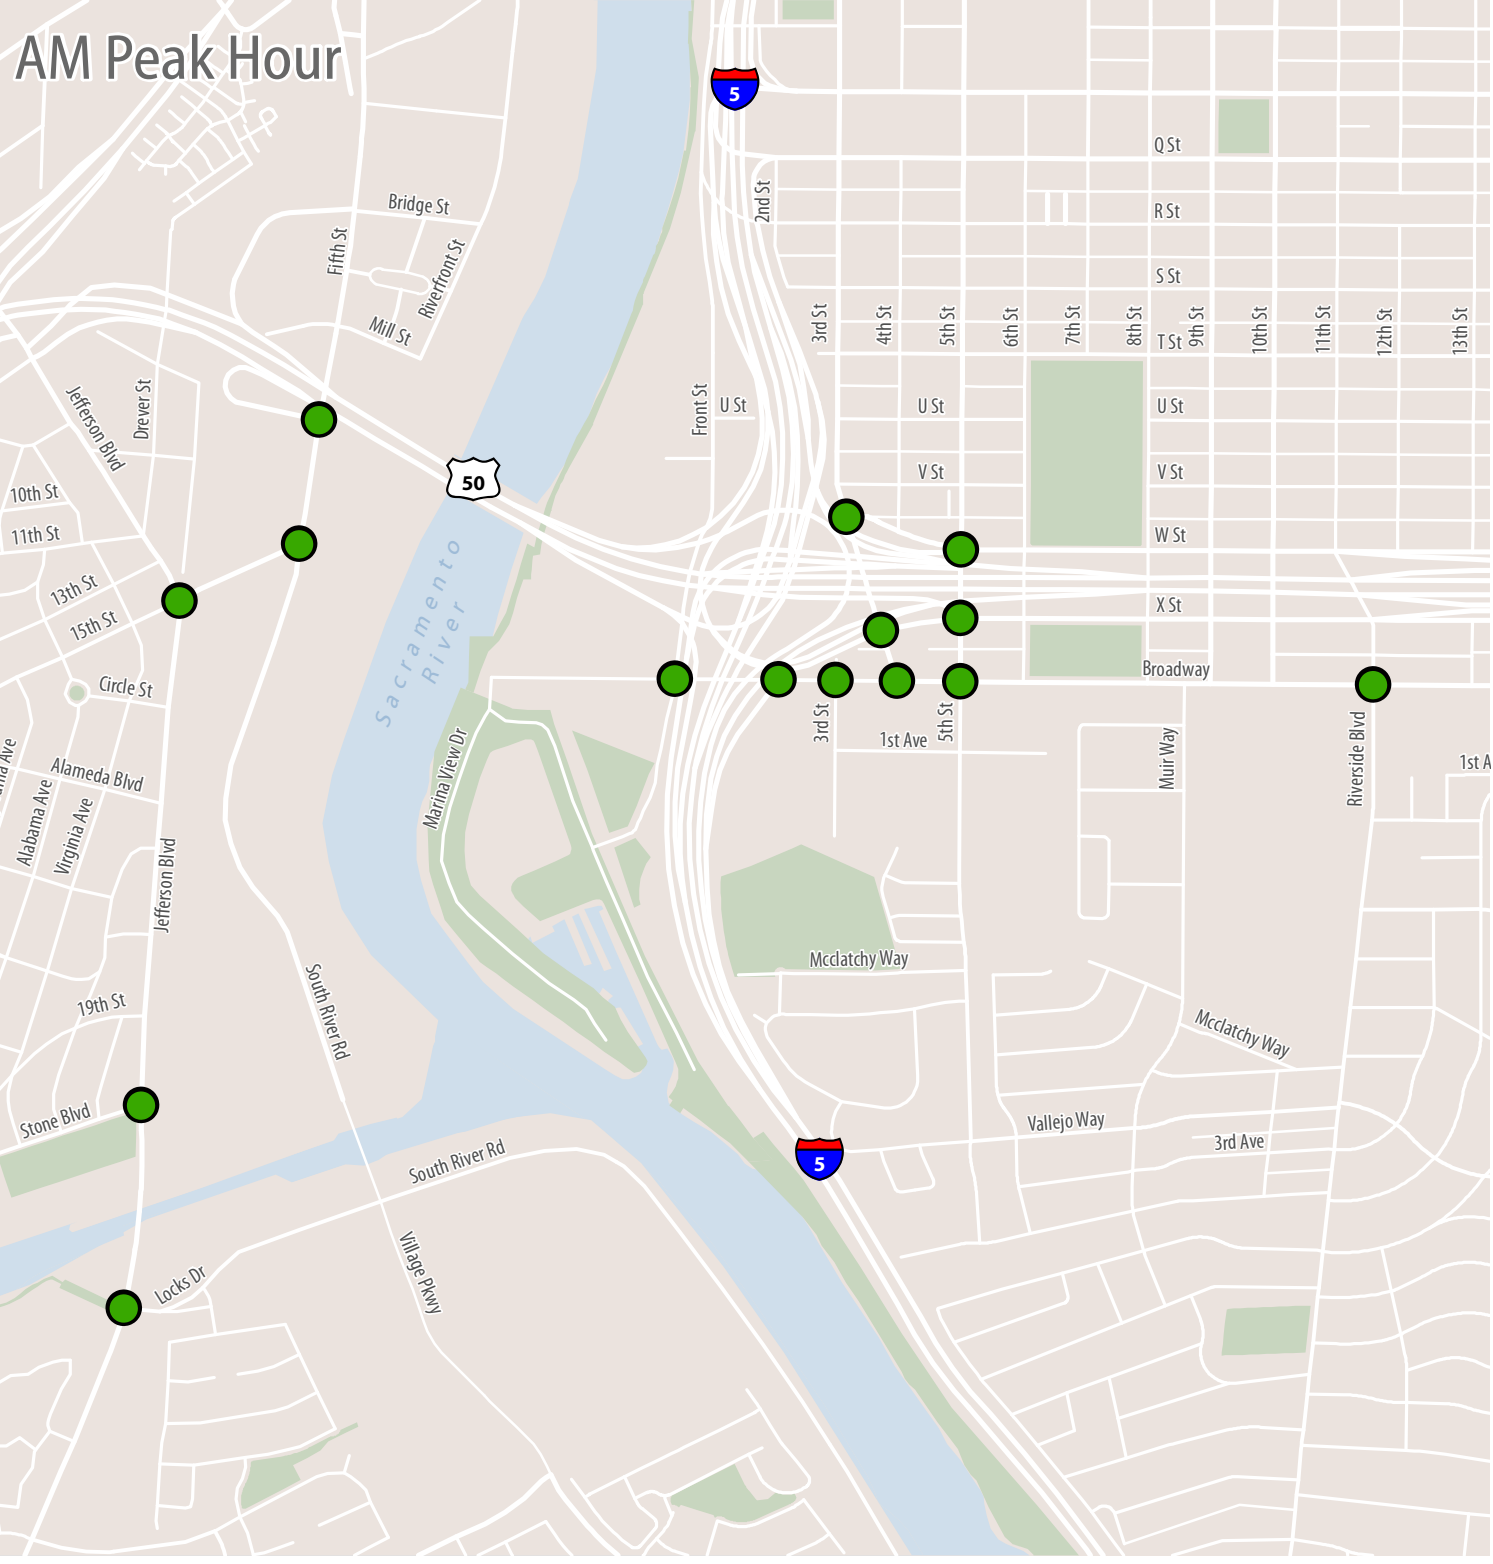 AM Peak Hour
5
Q St
Bridge St
2nd St
R St
Fifth St
Riverfront St
S St
Mill St
3rd St
4th St
5th St
6th St
7th St
8th St
9th St
10th St
11th St
12th St
13th St
T St
Jefferson Blvd
Drever St
Front St
U St
U St
U St
V St
V St
50
10th St
11th St
W St
Sacramento
River
13th St
15th St
X St
Broadway
Circle St
3rd St
5th St
1st Ave
Muir Way
Riverside Blvd
1st A
na Ave
Alameda Blvd
Marina View Dr
Alabama Ave
Virginia Ave
Jefferson Blvd
Mcclatchy Way
19th St
South River Rd
Mcclatchy Way
Stone Blvd
Vallejo Way
3rd Ave
South River Rd
5
Locks Dr
Village Pkwy